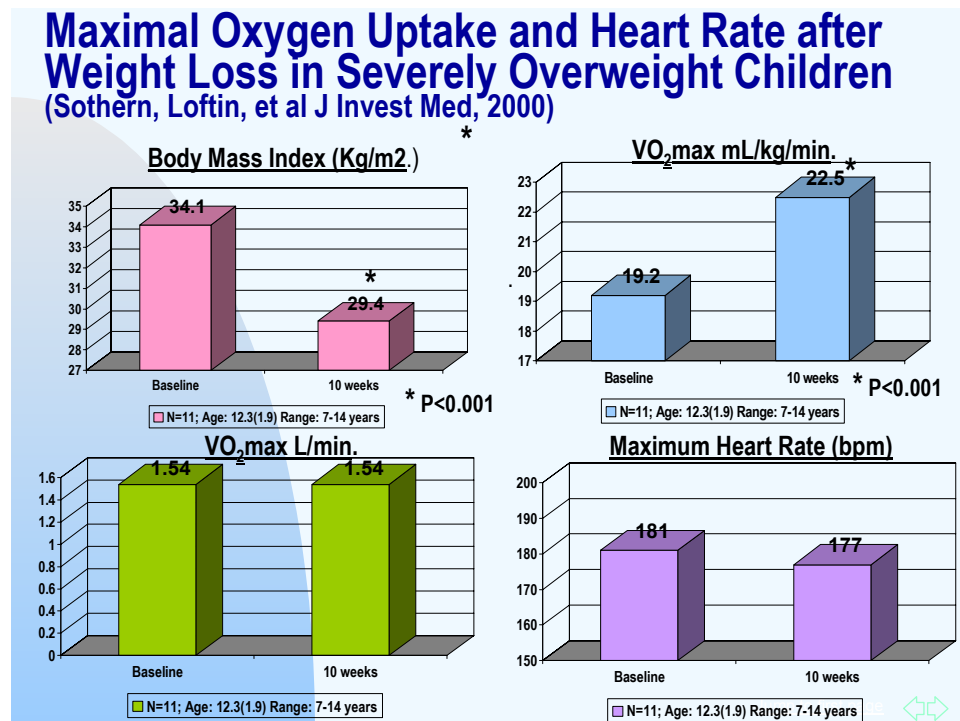 Maximal Oxygen Uptake and Heart Rate after
Weight Loss in Severely Overweight Children
(Sothern, Loftin, et al J Invest Med, 2000)
*
Body Mass Index (Kg/m2.)
35
34
33
32
31
30
29
28
27
34.1
*
29.4
Baseline
10 weeks
* P<0.001
N=11; Age: 12.3(1.9) Range: 7-14 years
VO2max mL/kg/min.
23
22
21
20
19
18
17
.
19.2
22.5*
Baseline
10 weeks
* P<0.001
N=11; Age: 12.3(1.9) Range: 7-14 years
VO2max L/min.
1.6
1.4
1.2
1
0.8
0.6
0.4
0.2
0
1.54
1.54
Baseline
10 weeks
N=11; Age: 12.3(1.9) Range: 7-14 years
Maximum Heart Rate (bpm)
200
190
180
170
160
150
181
177
Baseline
10 weeks
N=11; Age: 12.3(1.9) Range: 7-14 years